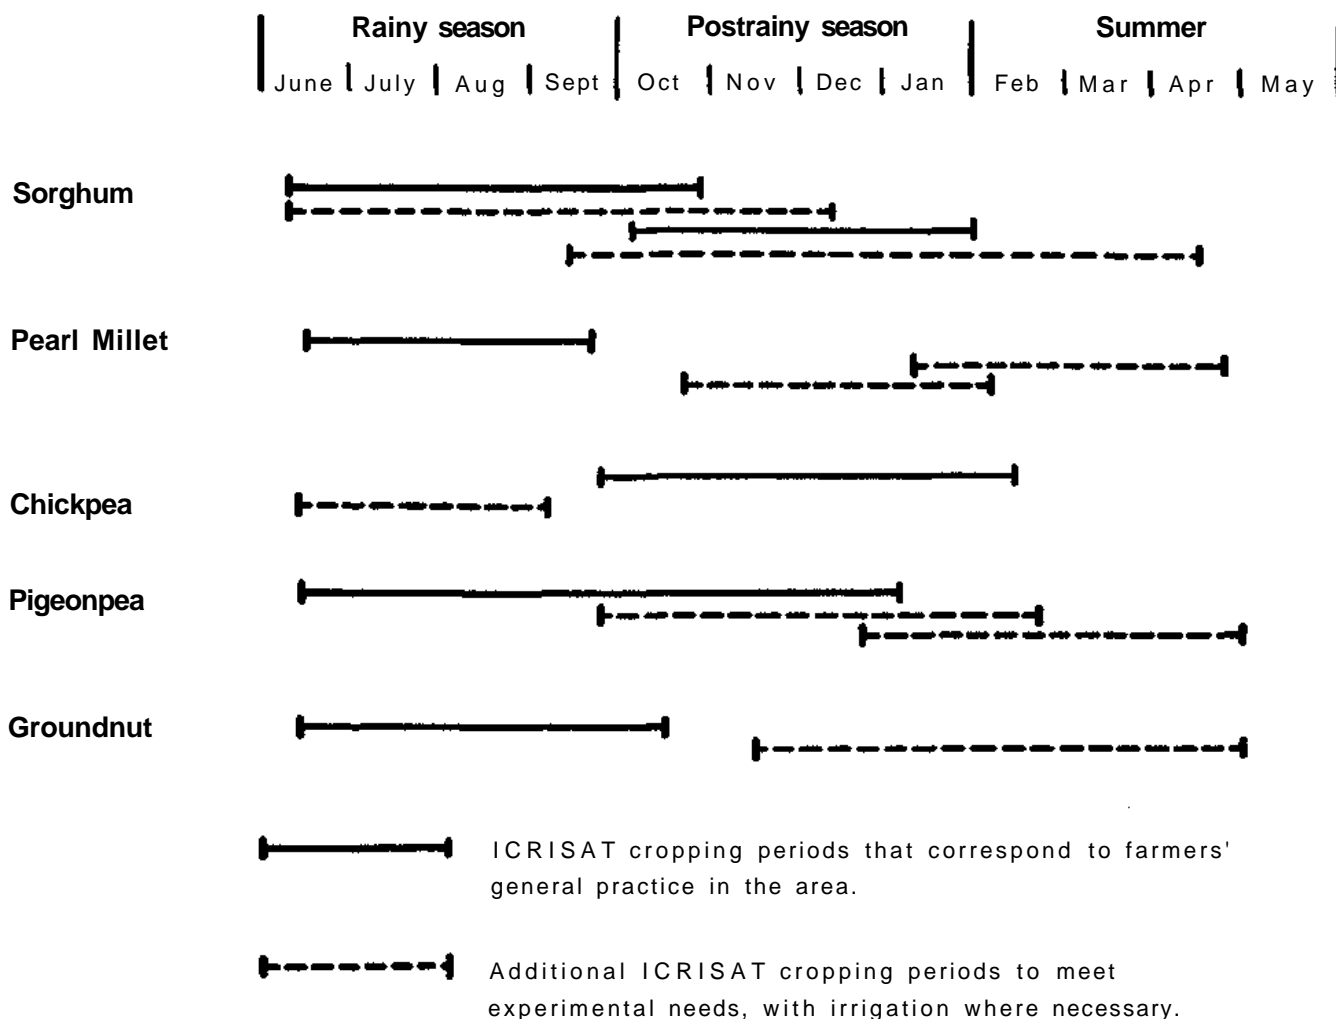 Rainy season Postrainy season Summer
June July Aug Sept Oct Nov Dec Jan Feb Mar Apr May
Sorghum
Pearl Millet
Chickpea
Pigeonpea
Groundnut
ICRISAT cropping periods that correspond to farmers'
general practice in the area.
Additional ICRISAT cropping periods to meet
experimental needs, with irrigation where necessary.